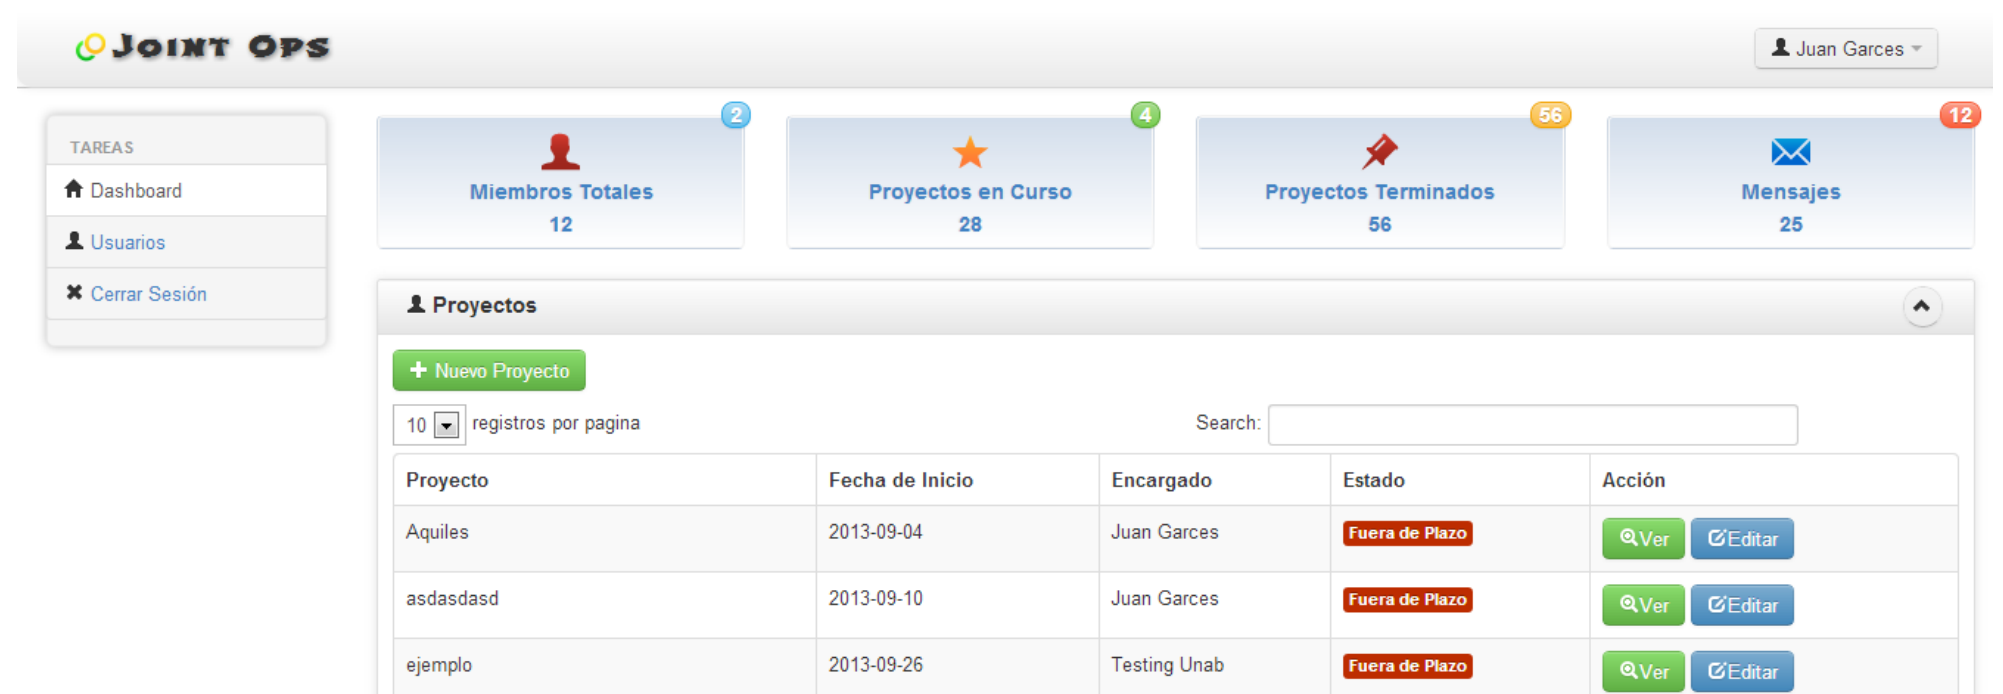 JOINT OPS
Juan Garces
TAREAS
Dashboard
Usuarios
Cerrar Sesión
2
Miembros Totales
12
4
Proyectos en Curso
28
56
Proyectos Terminados
56
12
Mensajes
25
Proyectos
Nuevo Proyecto
10 registros por pagina Search:
Proyecto Fecha de Inicio Encargado Estado Acción
Aquiles 2013-09-04 Juan Garces Fuera de Plazo Ver Editar
asdasdasd 2013-09-10 Juan Garces Fuera de Plazo Ver Editar
ejemplo 2013-09-26 Testing Unab Fuera de Plazo Ver Editar